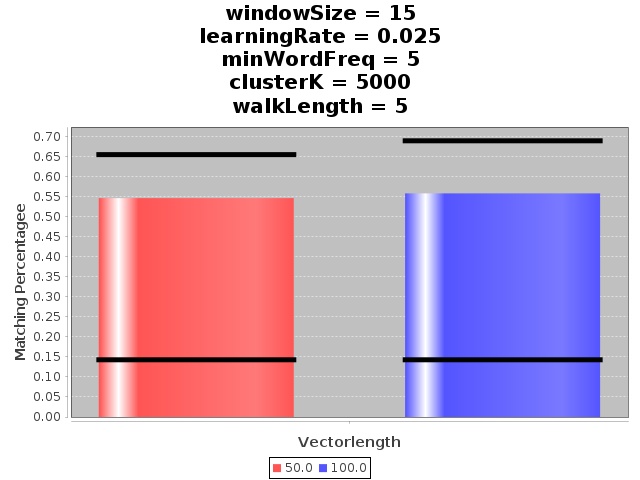 windowSize = 15
learningRate = 0.025
minWordFreq = 5
clusterK = 5000
walkLength = 5
Matching Percentagee
0.70
0.65
0.60
0.55
0.50
0.45
0.40
0.35
0.30
0.25
0.20
0.15
0.10
0.05
0.00
Vectorlength
50.0 100.0